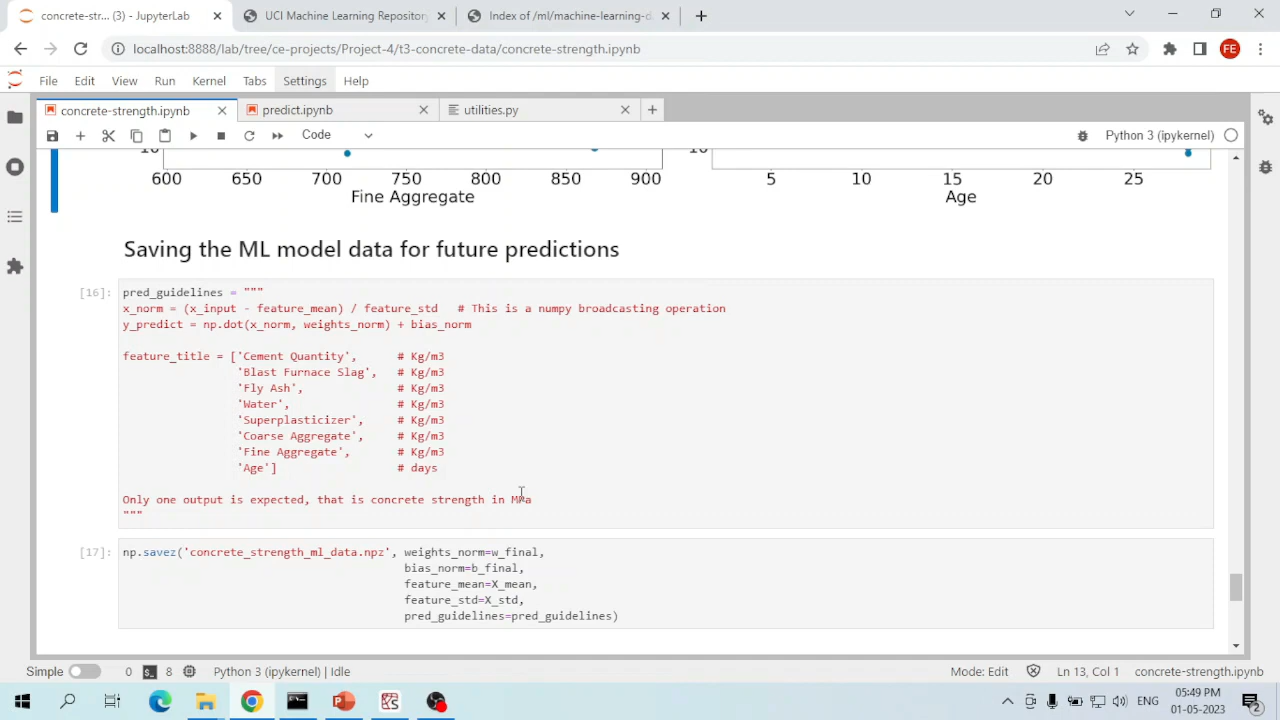 concrete-str... (3) - JupyterLab
UCI Machine Learning Repository
Index of /ml/machine-learning-d
localhost:8888/lab/tree/ce-projects/Project-4/t3-concrete-data/concrete-strength.ipynb
FE
File Edit View Run Kernel Tabs Settings Help
concrete-strength.ipynb
predict.ipynb
utilities.py
Code
Python 3 (ipykernel)
10 10
600 650 700 750 800 850 900 5 10 15 20 25
Fine Aggregate Age
Saving the ML model data for future predictions
[16]: pred_guidelines = """
x_norm = (x_input - feature_mean) / feature_std # This is a numpy broadcasting operation
y_predict = np.dot(x_norm, weights_norm) + bias_norm
feature_title = ['Cement Quantity', # Kg/m3
'Blast Furnace Slag', # Kg/m3
'Fly Ash', # Kg/m3
'Water', # Kg/m3
'Superplasticizer', # Kg/m3
'Coarse Aggregate', # Kg/m3
'Fine Aggregate', # Kg/m3
'Age'] # days
Only one output is expected, that is concrete strength in MPa
"""
[17]: np.savez('concrete_strength_ml_data.npz', weights_norm=w_final,
bias_norm=b_final,
feature_mean=X_mean,
feature_std=X_std,
pred_guidelines=pred_guidelines)
Simple 0 8 Python 3 (ipykernel) | Idle Mode: Edit Ln 13, Col 1 concrete-strength.ipynb
ENG
05:49 PM
01-05-2023
2